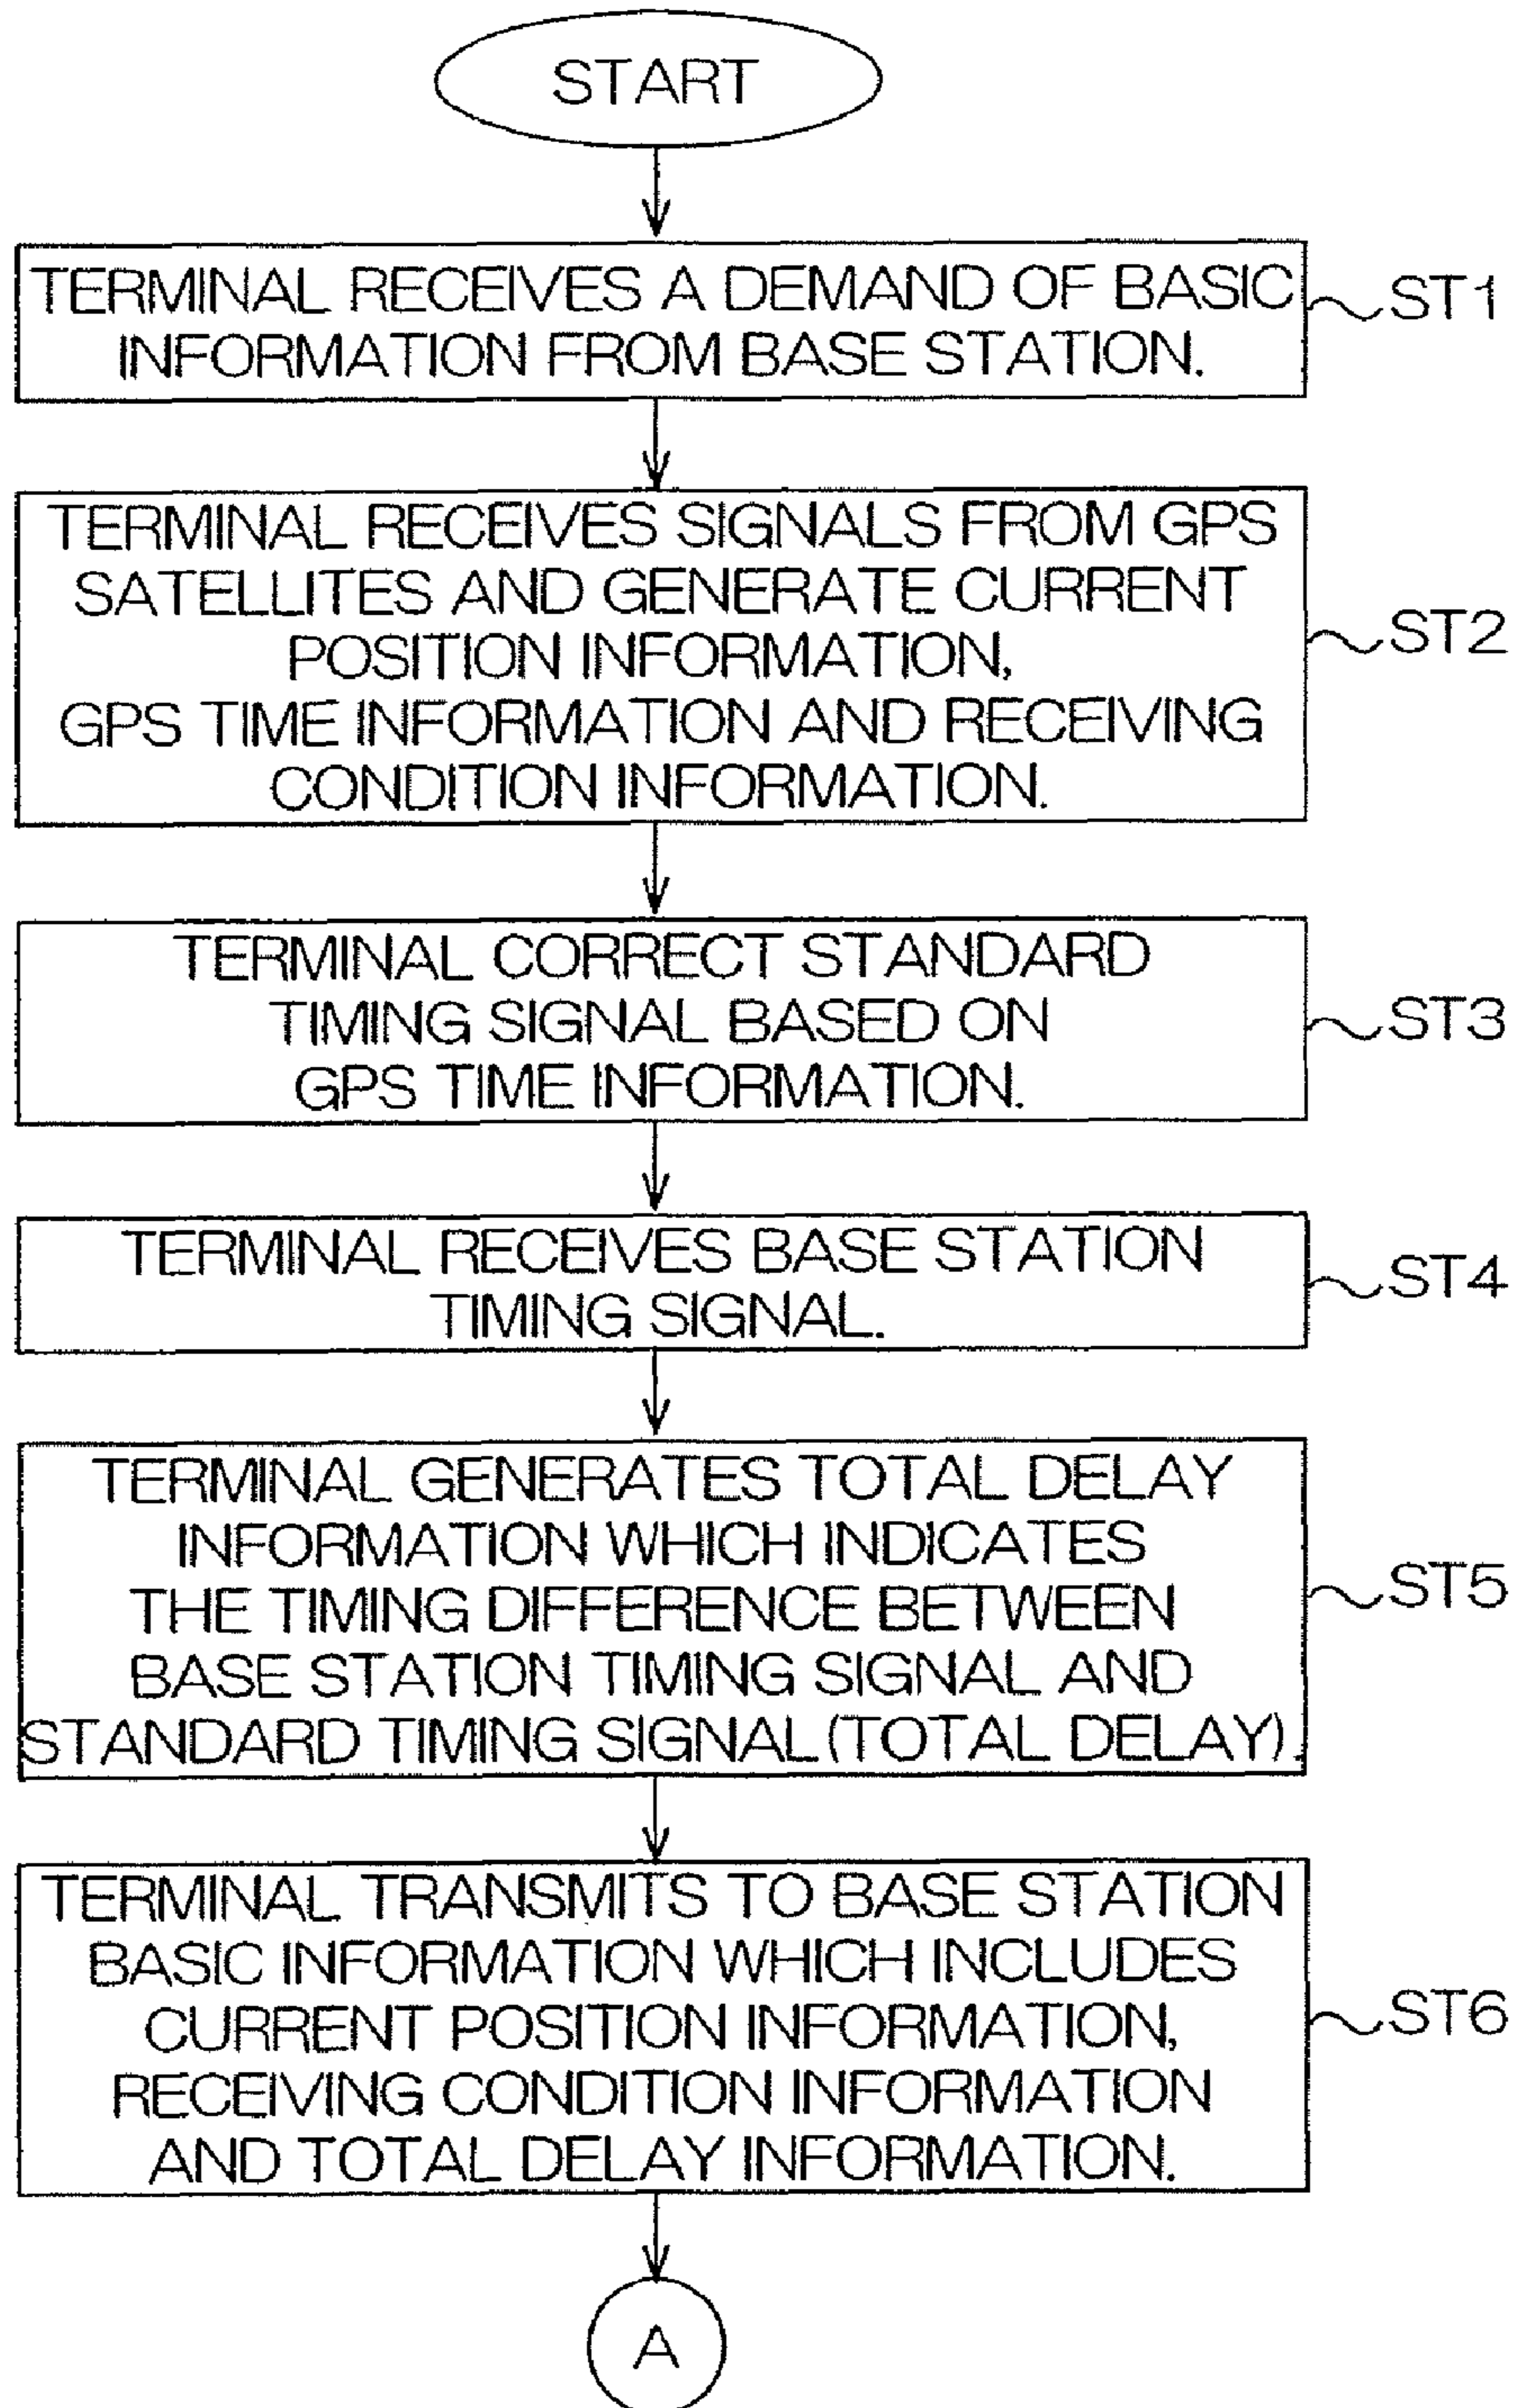 START
TERMINAL RECEIVES A DEMAND OF BASIC
INFORMATION FROM BASE STATION.
ST1
TERMINAL RECEIVES SIGNALS FROM GPS
SATELLITES AND GENERATE CURRENT
POSITION INFORMATION,
GPS TIME INFORMATION AND RECEIVING
CONDITION INFORMATION.
ST2
TERMINAL CORRECT STANDARD
TIMING SIGNAL BASED ON
GPS TIME INFORMATION.
ST3
TERMINAL RECEIVES BASE STATION
TIMING SIGNAL.
ST4
TERMINAL GENERATES TOTAL DELAY
INFORMATION WHICH INDICATES
THE TIMING DIFFERENCE BETWEEN
BASE STATION TIMING SIGNAL AND
STANDARD TIMING SIGNAL(TOTAL DELAY).
ST5
TERMINAL TRANSMITS TO BASE STATION
BASIC INFORMATION WHICH INCLUDES
CURRENT POSITION INFORMATION,
RECEIVING CONDITION INFORMATION
AND TOTAL DELAY INFORMATION.
ST6
A